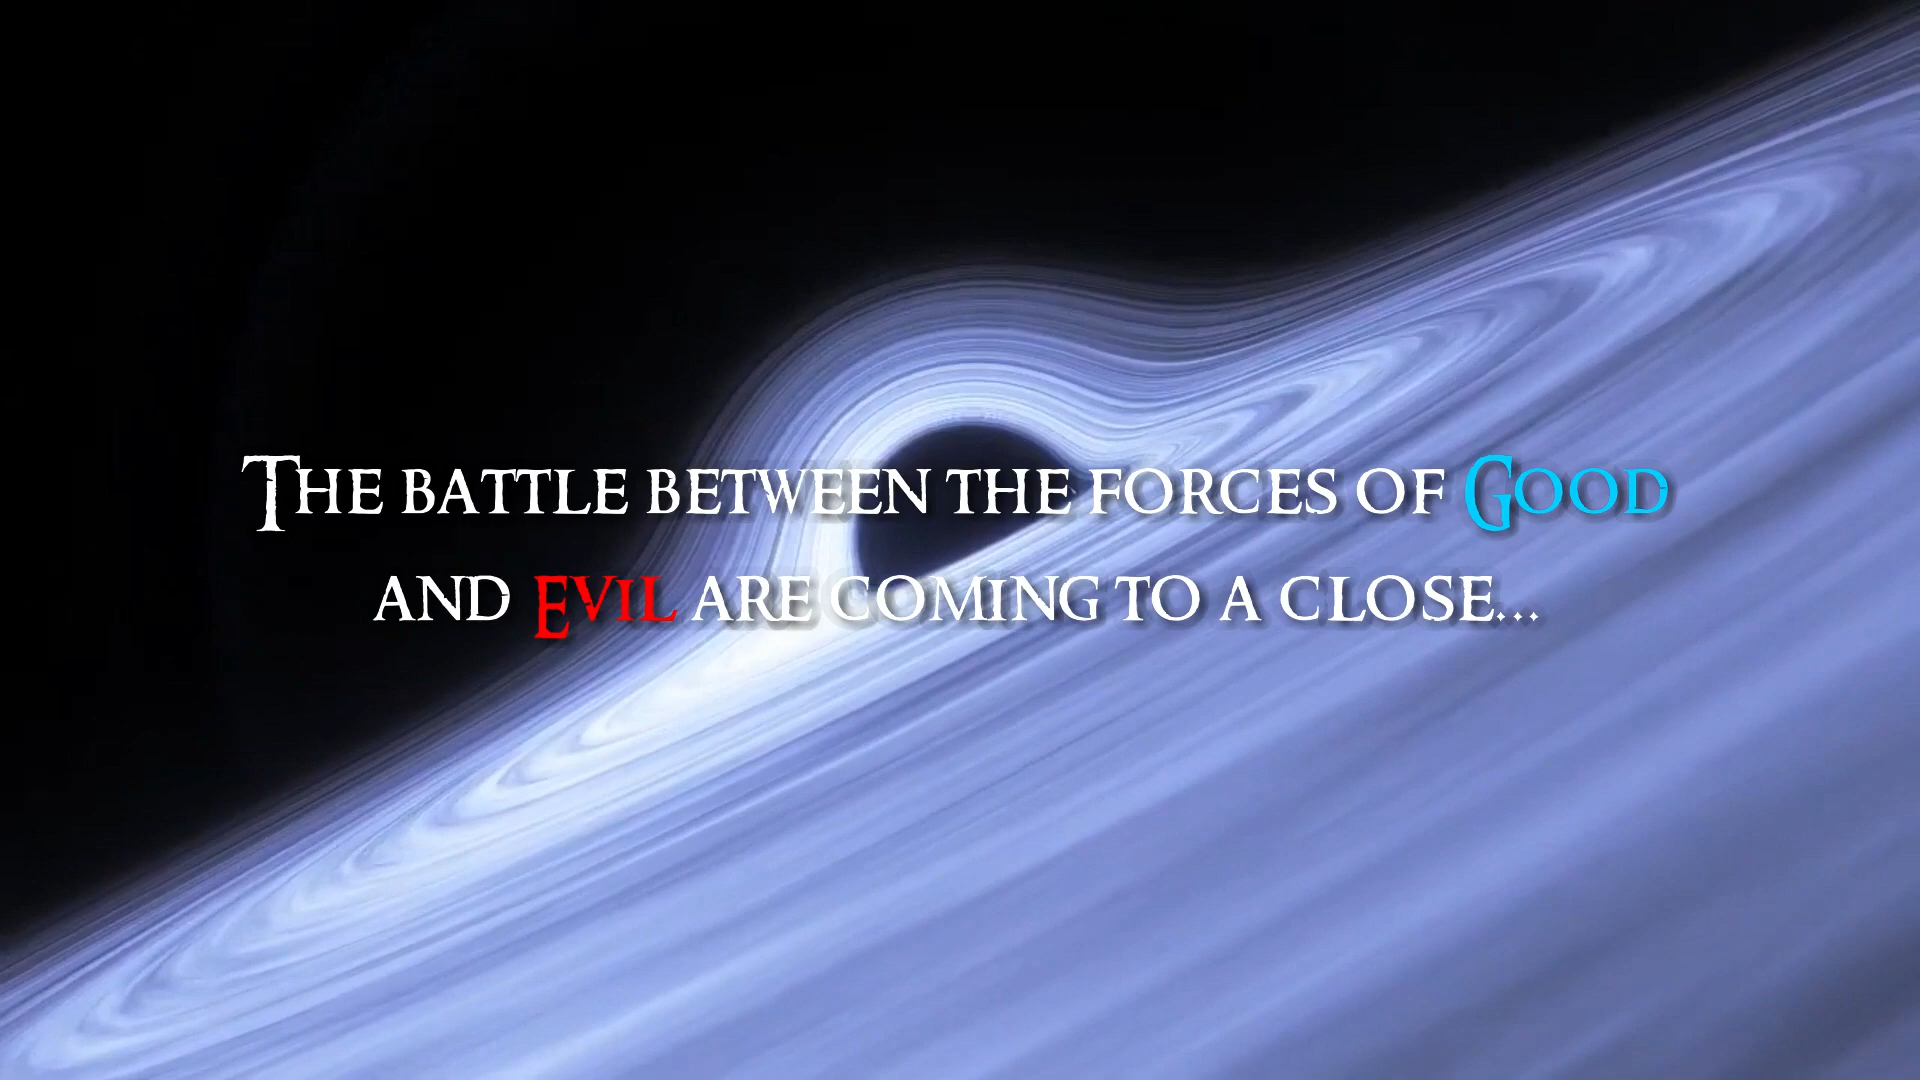 The battle between the forces of Good
and Evil are coming to a close...